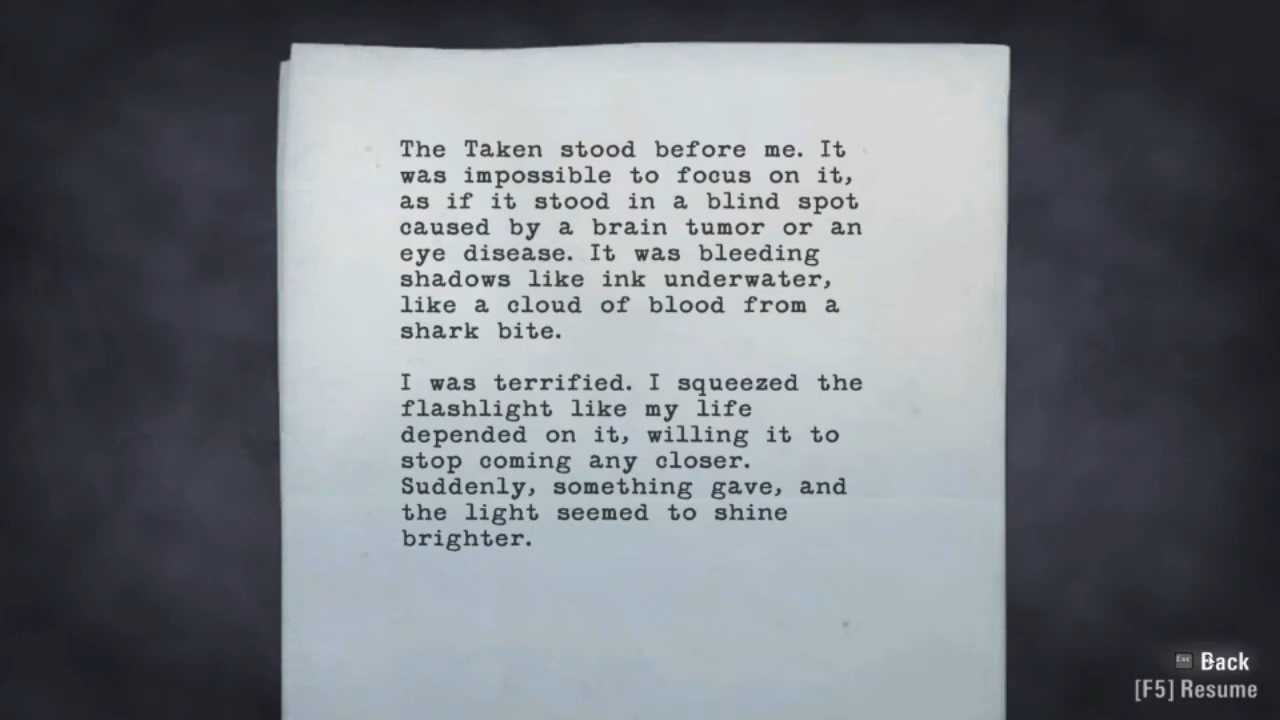 The Taken stood before me. It
was impossible to focus on it,
as if it stood in a blind spot
caused by a brain tumor or an
eye disease. It was bleeding
shadows like ink underwater,
like a cloud of blood from a
shark bite.
I was terrified. I squeezed the
flashlight like my life
depended on it, willing it to
stop coming any closer.
Suddenly, something gave, and
the light seemed to shine
brighter.
Esc Back
[F5] Resume